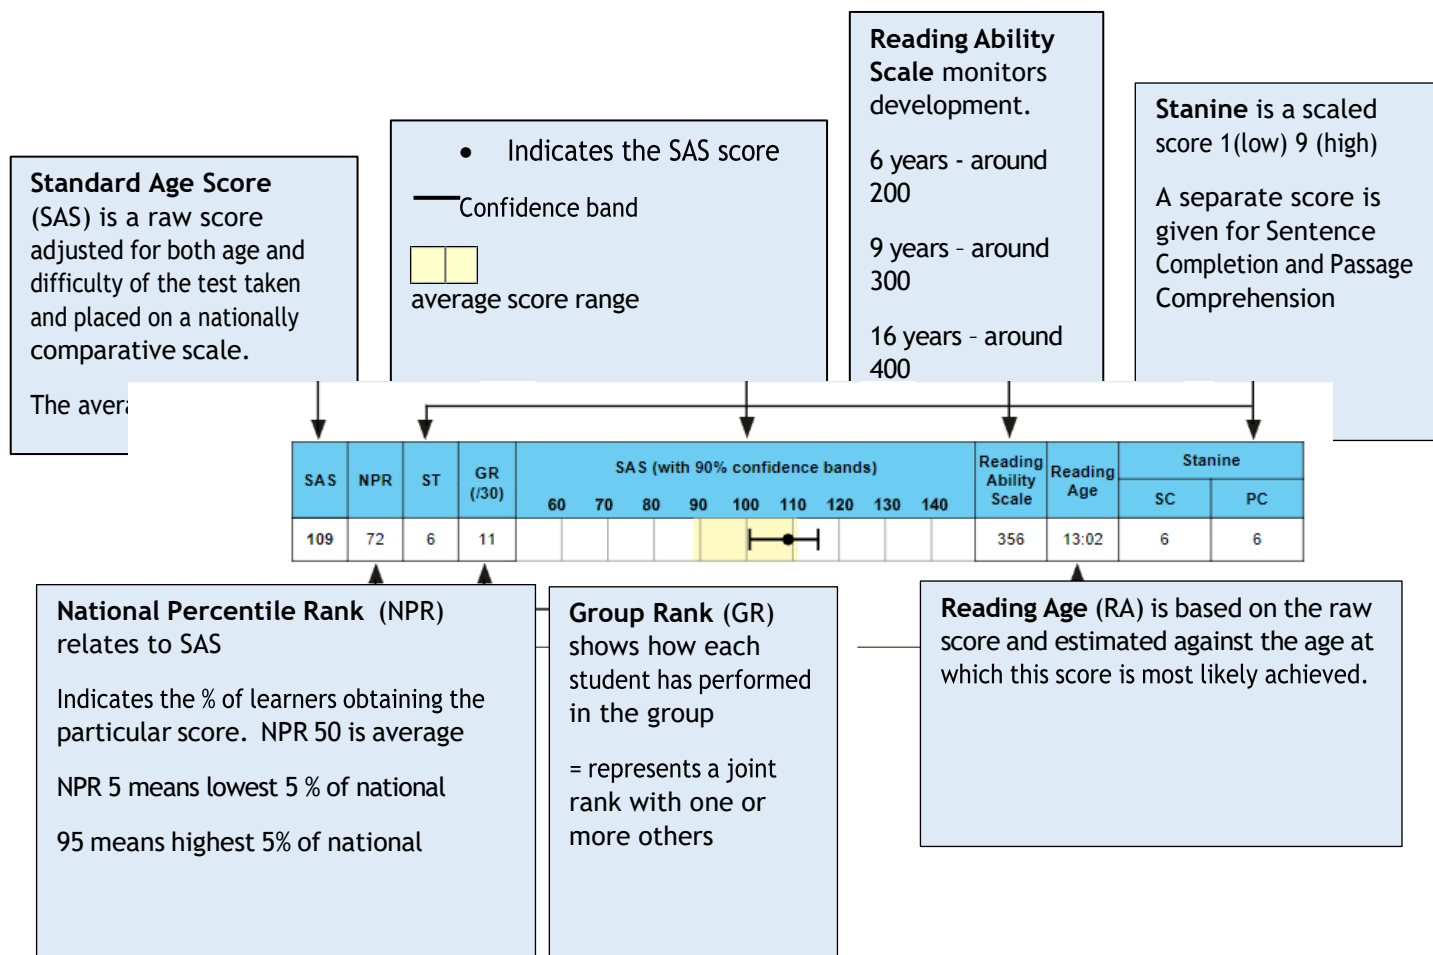 Standard Age Score
(SAS) is a raw score
adjusted for both age and
difficulty of the test taken
and placed on a nationally
comparative scale.
The
• Indicates the SAS score
Confidence band
average score range
Reading Ability
Scale monitors
development.
6 years - around
200
9 years – around
300
16 years – around
400
Stanine is a scaled
score 1(low) 9 (high)
A separate score is
given for Sentence
Completion and Passage
Comprehension
SAS NPR ST GR (/30) SAS (with 90% confidence bands) Reading Ability Scale Reading Age Stanine
60 70 80 90 100 110 120 130 140 SC PC
109 72 6 11 356 13:02 6 6
National Percentile Rank (NPR)
relates to SAS
Indicates the % of learners obtaining the
particular score. NPR 50 is average
NPR 5 means lowest 5 % of national
95 means highest 5% of national
Group Rank (GR)
shows how each
student has performed
in the group
= represents a joint
rank with one or
more others
Reading Age (RA) is based on the raw
score and estimated against the age at
which this score is most likely achieved.